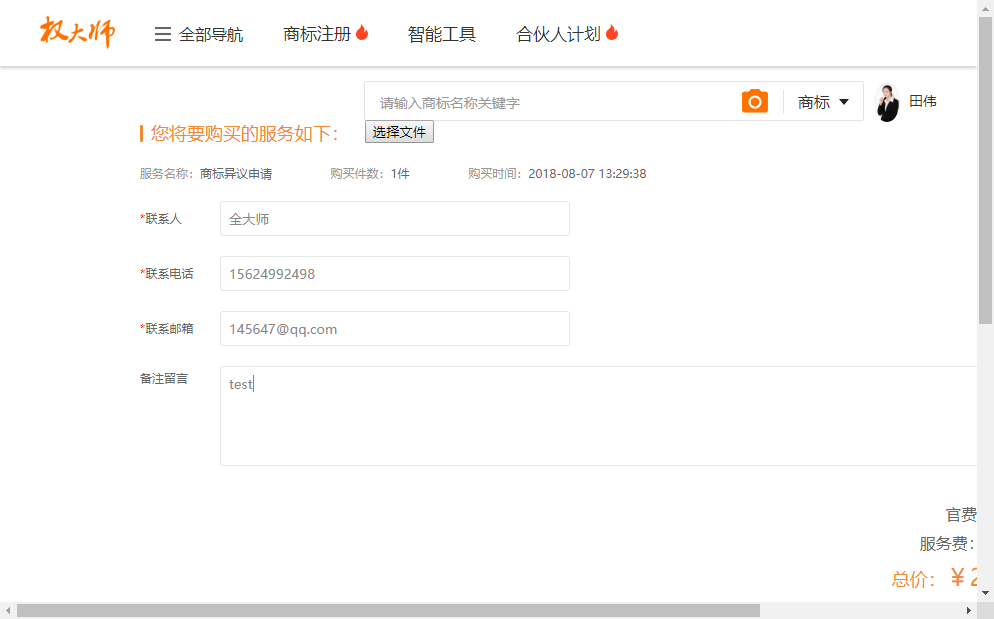 权大师 全部导航 商标注册 智能工具 合伙人计划
请输入商标名称关键字 商标 田伟
选择文件
您将要购买的服务如下：
服务名称： 商标异议申请 购买件数： 1件 购买时间： 2018-08-07 13:29:38
*联系人 全大师
*联系电话 15624992498
*联系邮箱 145647@qq.com
备注留言 test
官费
服务费：
总价： ¥2